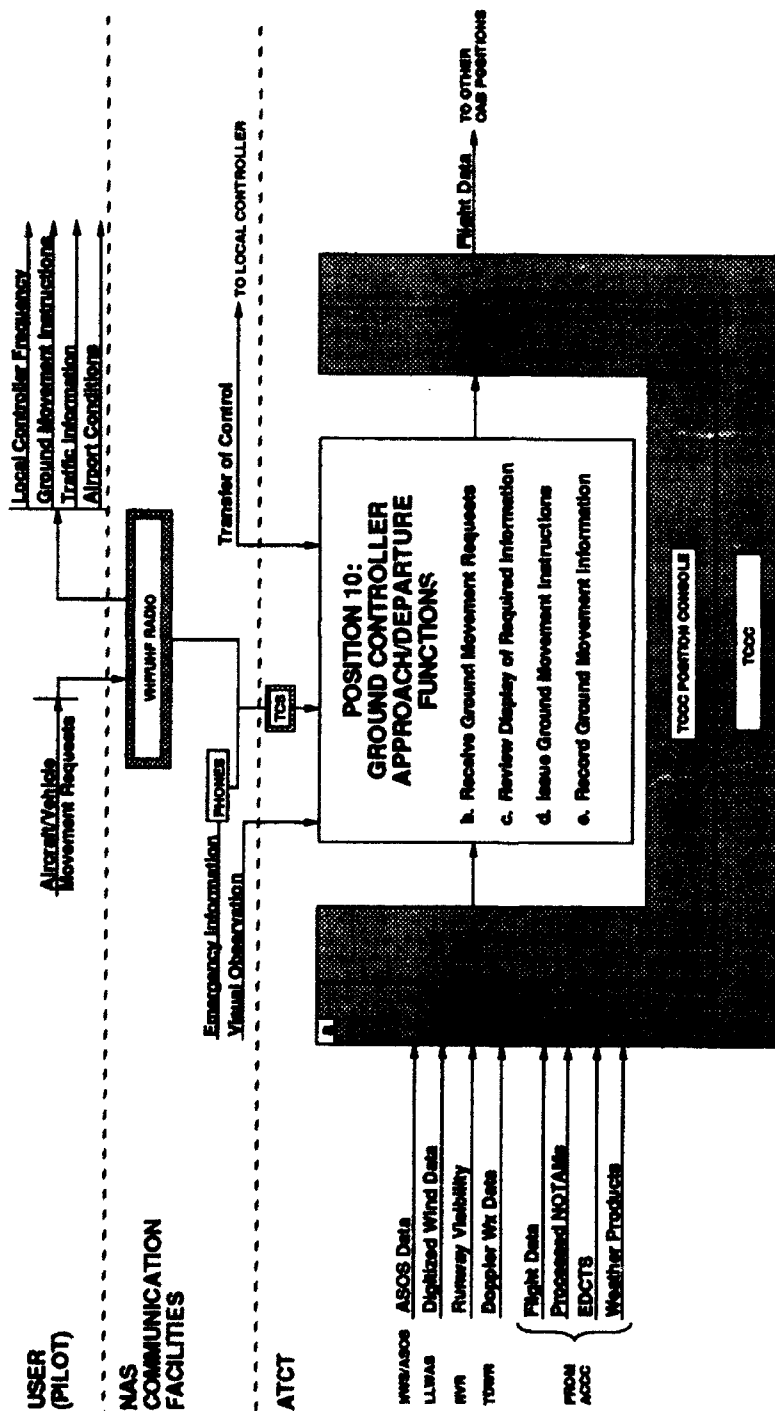 USER
(PILOT)
Aircraft/Vehicle
Movement Requests
Local Controller Frequency
Ground Movement Instructions
Traffic Information
Airport Conditions
NAS
COMMUNICATION
FACILITIES
VHF/UHF RADIO
Emergency Information
PHONES
Visual Observation
Transfer of Control
TO LOCAL CONTROLLER
ATCT
TCS
NWS/ASOS
ASOS Data
LLWAS
Digitized Wind Data
RVR
Runway Visibility
TDWR
Doppler Wx Data
FROM
ACCC
Flight Data
Processed NOTAMs
EDCTS
Weather Products
a
POSITION 10:
GROUND CONTROLLER
APPROACH/DEPARTURE
FUNCTIONS
b. Receive Ground Movement Requests
c. Review Display of Required Information
d. Issue Ground Movement Instructions
e. Record Ground Movement Information
Flight Data
TO OTHER
CAB POSITIONS
TCCC POSITION CONSOLE
TCCC